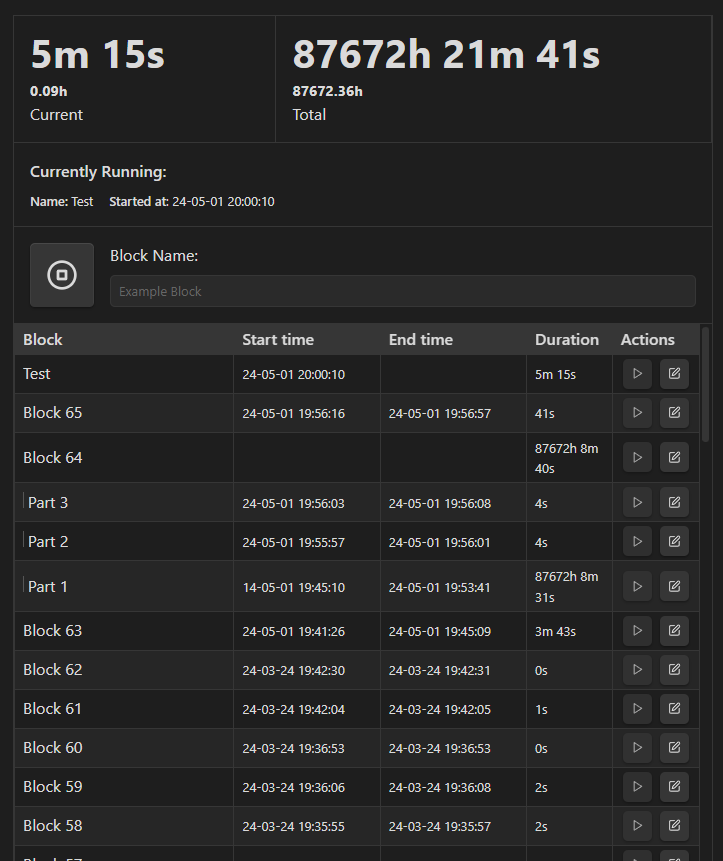 5m 15s
0.09h
Current
87672h 21m 41s
87672.36h
Total
Currently Running:
Name: Test Started at: 24-05-01 20:00:10
Block Name:
Example Block
Block Start time End time Duration Actions
Test 24-05-01 20:00:10 5m 15s
Block 65 24-05-01 19:56:16 24-05-01 19:56:57 41s
Block 64 87672h 8m
40s
Part 3 24-05-01 19:56:03 24-05-01 19:56:08 4s
Part 2 24-05-01 19:55:57 24-05-01 19:56:01 4s
Part 1 14-05-01 19:45:10 24-05-01 19:53:41 87672h 8m
31s
Block 63 24-05-01 19:41:26 24-05-01 19:45:09 3m 43s
Block 62 24-03-24 19:42:30 24-03-24 19:42:31 0s
Block 61 24-03-24 19:42:04 24-03-24 19:42:05 1s
Block 60 24-03-24 19:36:53 24-03-24 19:36:53 0s
Block 59 24-03-24 19:36:06 24-03-24 19:36:08 2s
Block 58 24-03-24 19:35:55 24-03-24 19:35:57 2s
Block 57